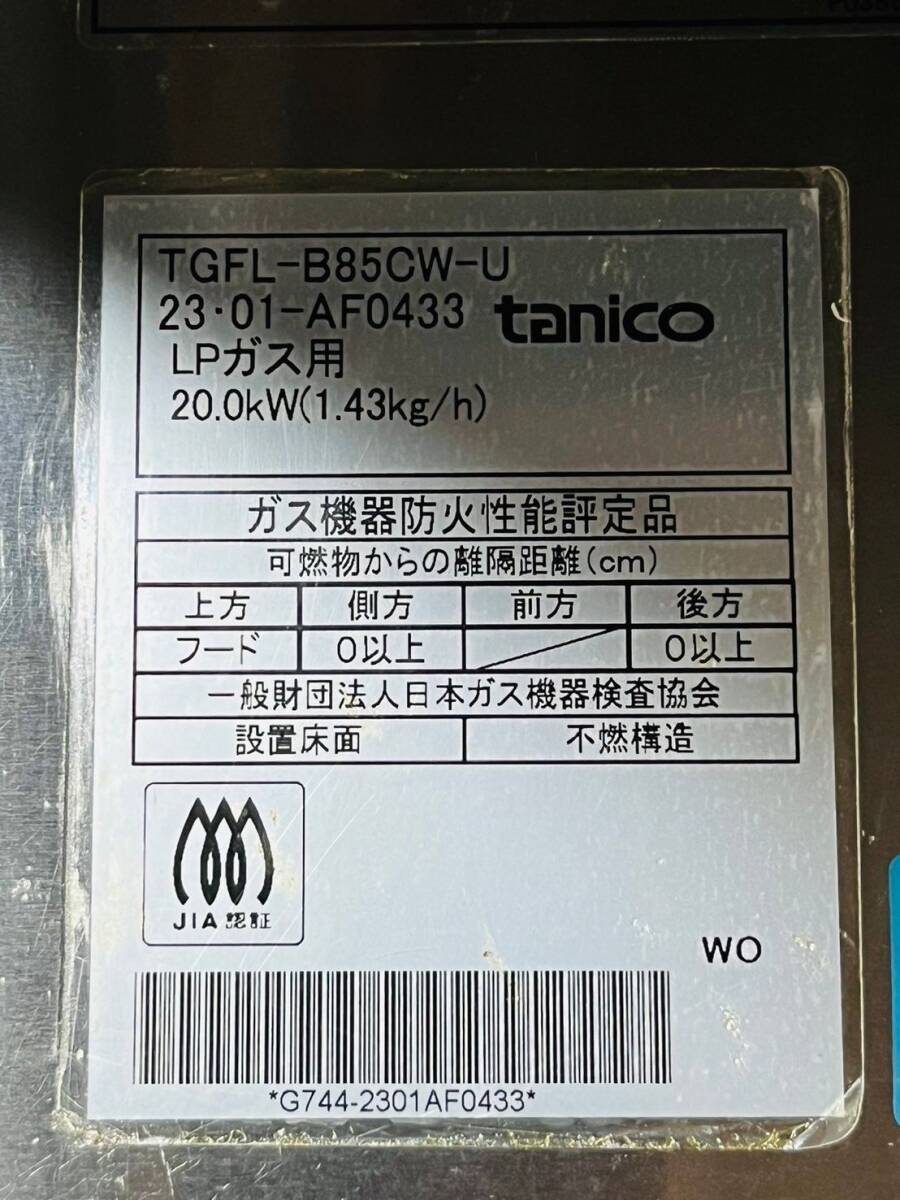 TGFL-B85CW-U
23・01-AF0433 tanico
LPガス用
20.0kW(1.43kg/h)
ガス機器防火性能評定品
可燃物からの離隔距離(cm)
上方 側方 前方 後方
フード 0以上 0以上
一般財団法人日本ガス機器検査協会
設置床面 不燃構造
JIA 認証
WO
*G744-2301AF0433*